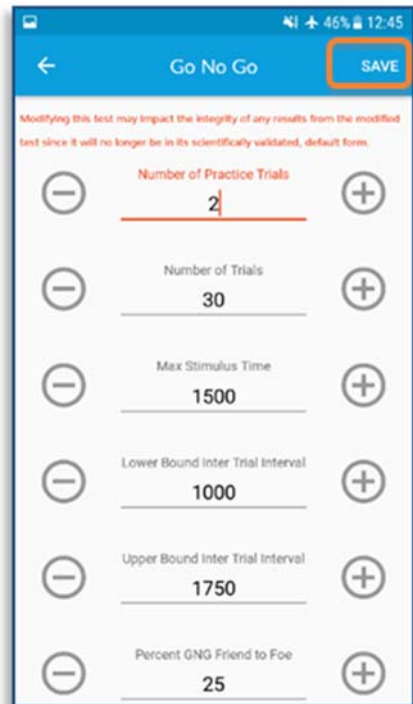 46% 12:45
Go No Go
SAVE
Modifying this test may impact the integrity of any results from the modified
test since it will no longer be in its scientifically validated, default form.
Number of Practice Trials
2
Number of Trials
30
Max Stimulus Time
1500
Lower Bound Inter Trial Interval
1000
Upper Bound Inter Trial Interval
1750
Percent GNG Friend to Foe
25